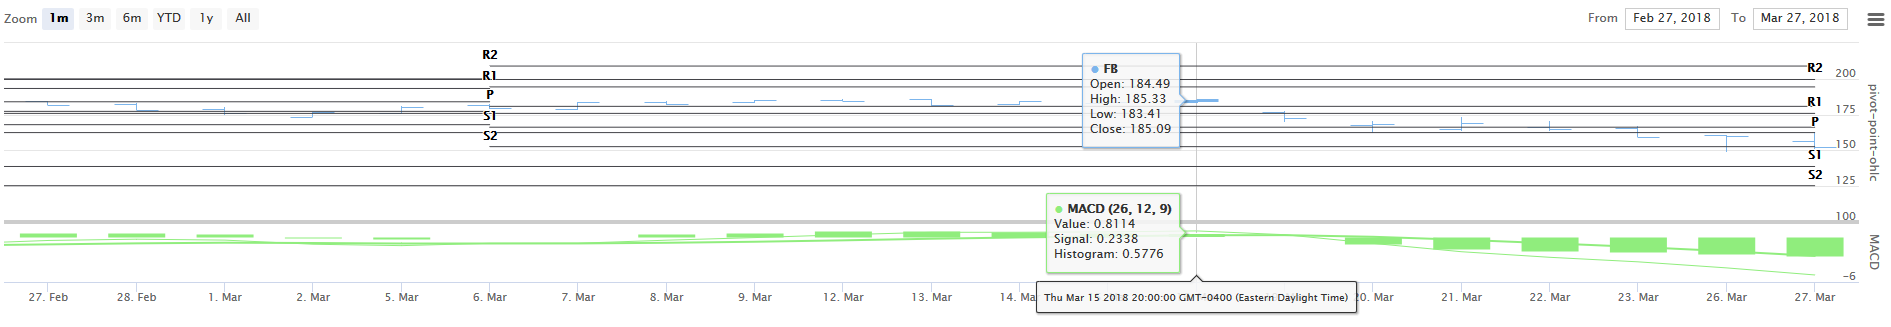 Zoom 1m 3m 6m YTD 1y All From Feb 27, 2018 To Mar 27, 2018
R2
R1
P
S1
S2
FB
Open: 184.49
High: 185.33
Low: 183.41
Close: 185.09
R2
R1
P
S1
S2
200
175
150
125
100
pivot-point-ohlc
MACD (26, 12, 9)
Value: 0.8114
Signal: 0.2338
Histogram: 0.5776
MACD
-6
27. Feb 28. Feb 1. Mar 2. Mar 5. Mar 6. Mar 7. Mar 8. Mar 9. Mar 12. Mar 13. Mar 14. Ma 20. Mar 21. Mar 22. Mar 23. Mar 26. Mar 27. Mar
Thu Mar 15 2018 20:00:00 GMT-0400 (Eastern Daylight Time)